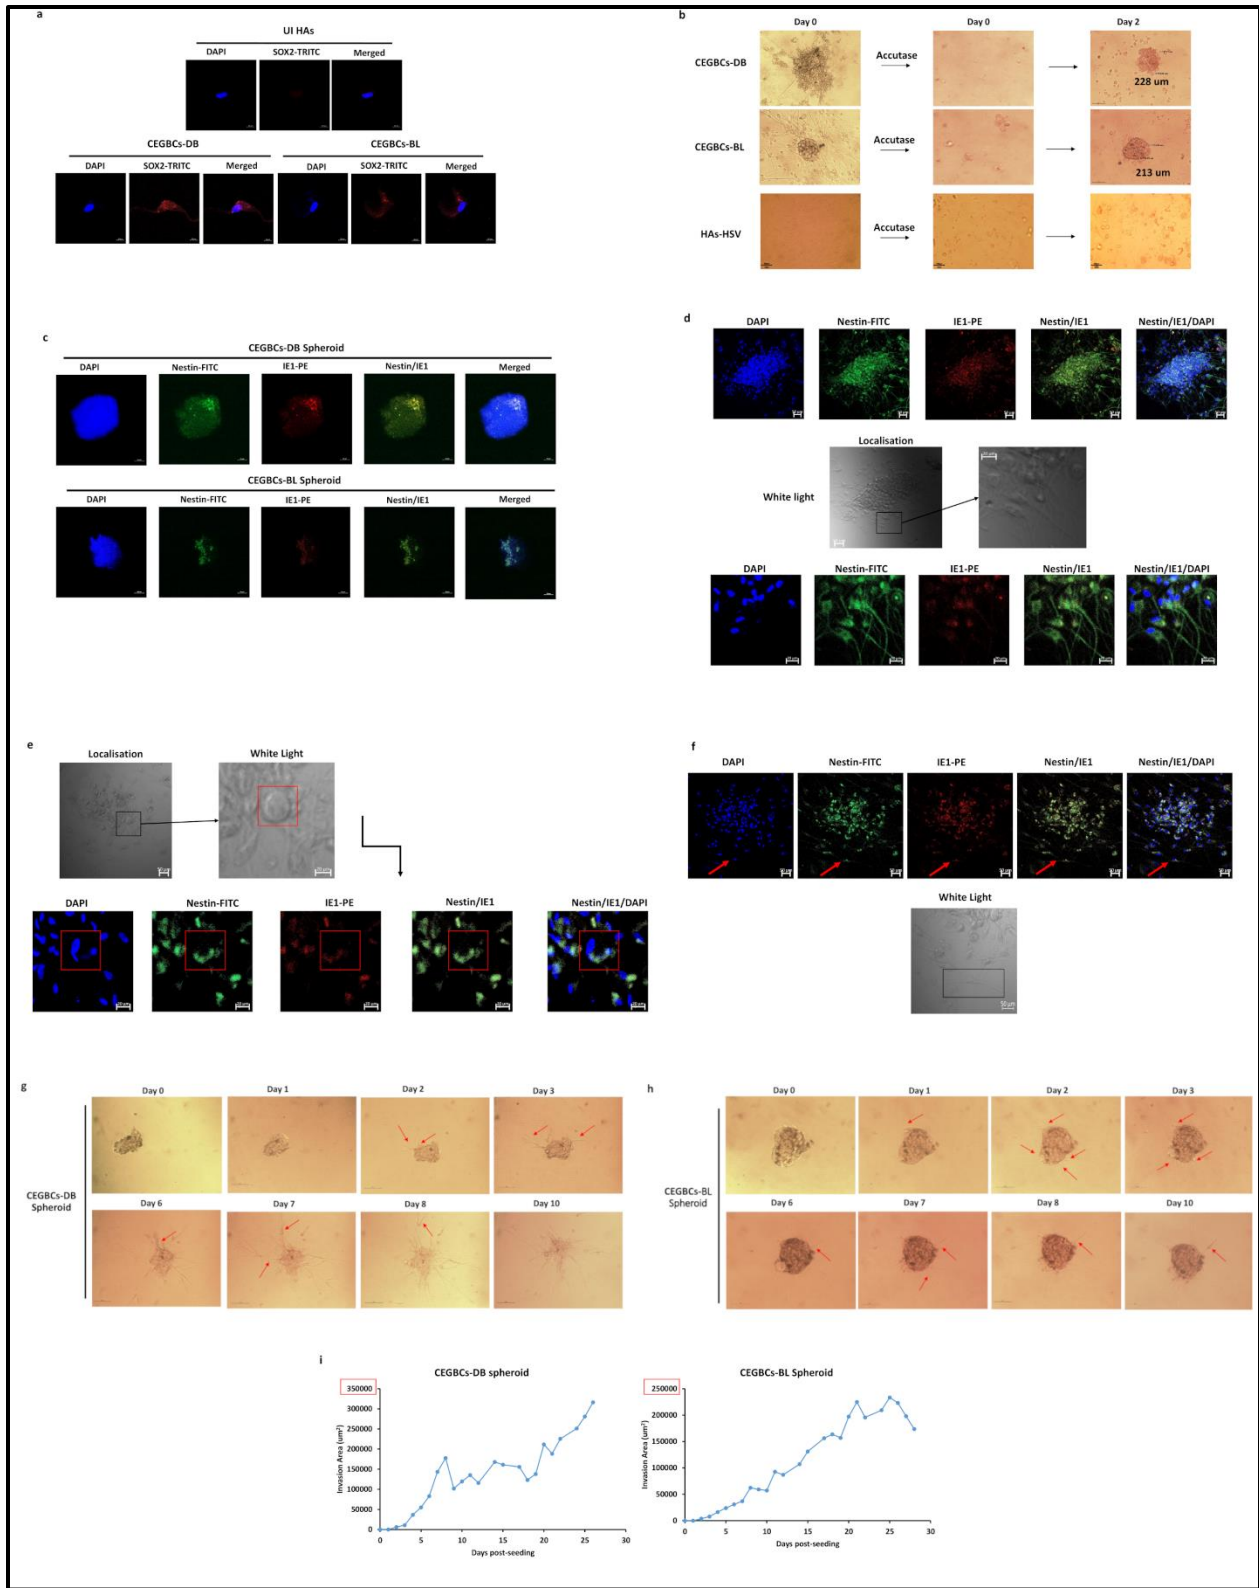 a
UI HAs
DAPI SOX2-TRITC Merged
CEGBCs-DB CEGBCs-BL
DAPI SOX2-TRITC Merged DAPI SOX2-TRITC Merged
b
Day 0 Day 0 Day 2
CEGBCs-DB Accutase
228 um
CEGBCs-BL Accutase
213 um
HAs-HSV Accutase
c
CEGBCs-DB Spheroid
DAPI Nestin-FITC IE1-PE Nestin/IE1 Merged
CEGBCs-BL Spheroid
DAPI Nestin-FITC IE1-PE Nestin/IE1 Merged
d
DAPI Nestin-FITC IE1-PE Nestin/IE1 Nestin/IE1/DAPI
Localisation
White light
DAPI Nestin-FITC IE1-PE Nestin/IE1 Nestin/IE1/DAPI
e
Localisation White Light
DAPI Nestin-FITC IE1-PE Nestin/IE1 Nestin/IE1/DAPI
f
DAPI Nestin-FITC IE1-PE Nestin/IE1 Nestin/IE1/DAPI
White Light
50 µm
g
Day 0 Day 1 Day 2 Day 3
CEGBCs-DB
Spheroid
Day 6 Day 7 Day 8 Day 10
h
Day 0 Day 1 Day 2 Day 3
CEGBCs-BL
Spheroid
Day 6 Day 7 Day 8 Day 10
i
CEGBCs-DB spheroid
350000
300000
250000
200000
150000
100000
50000
0
Invasion Area (um²)
0 5 10 15 20 25 30
Days post-seeding
CEGBCs-BL Spheroid
250000
200000
150000
100000
50000
0
Invasion Area (um²)
0 5 10 15 20 25 30
Days post-seeding